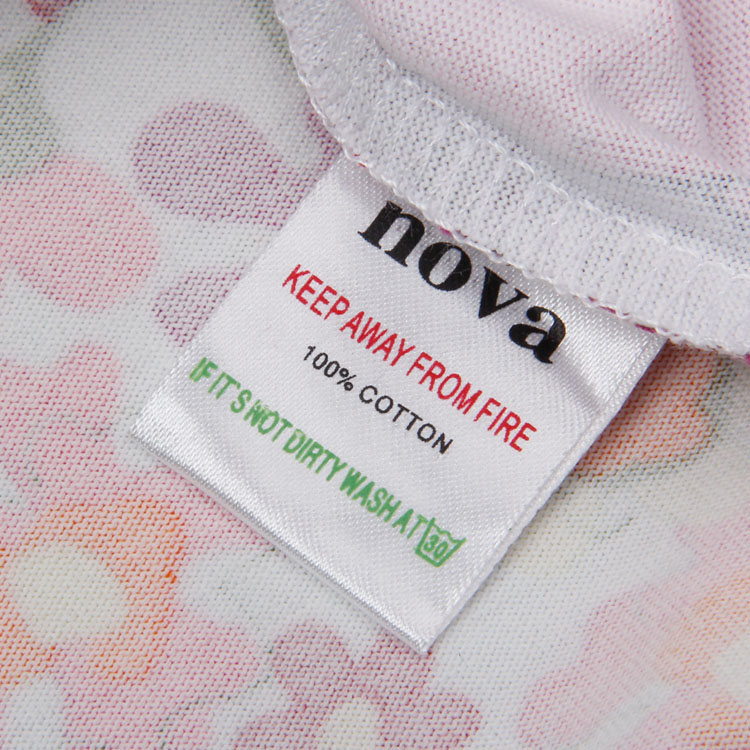 nova
KEEP AWAY FROM FIRE
100% COTTON
IF IT'S NOT DIRTY WASH AT 30